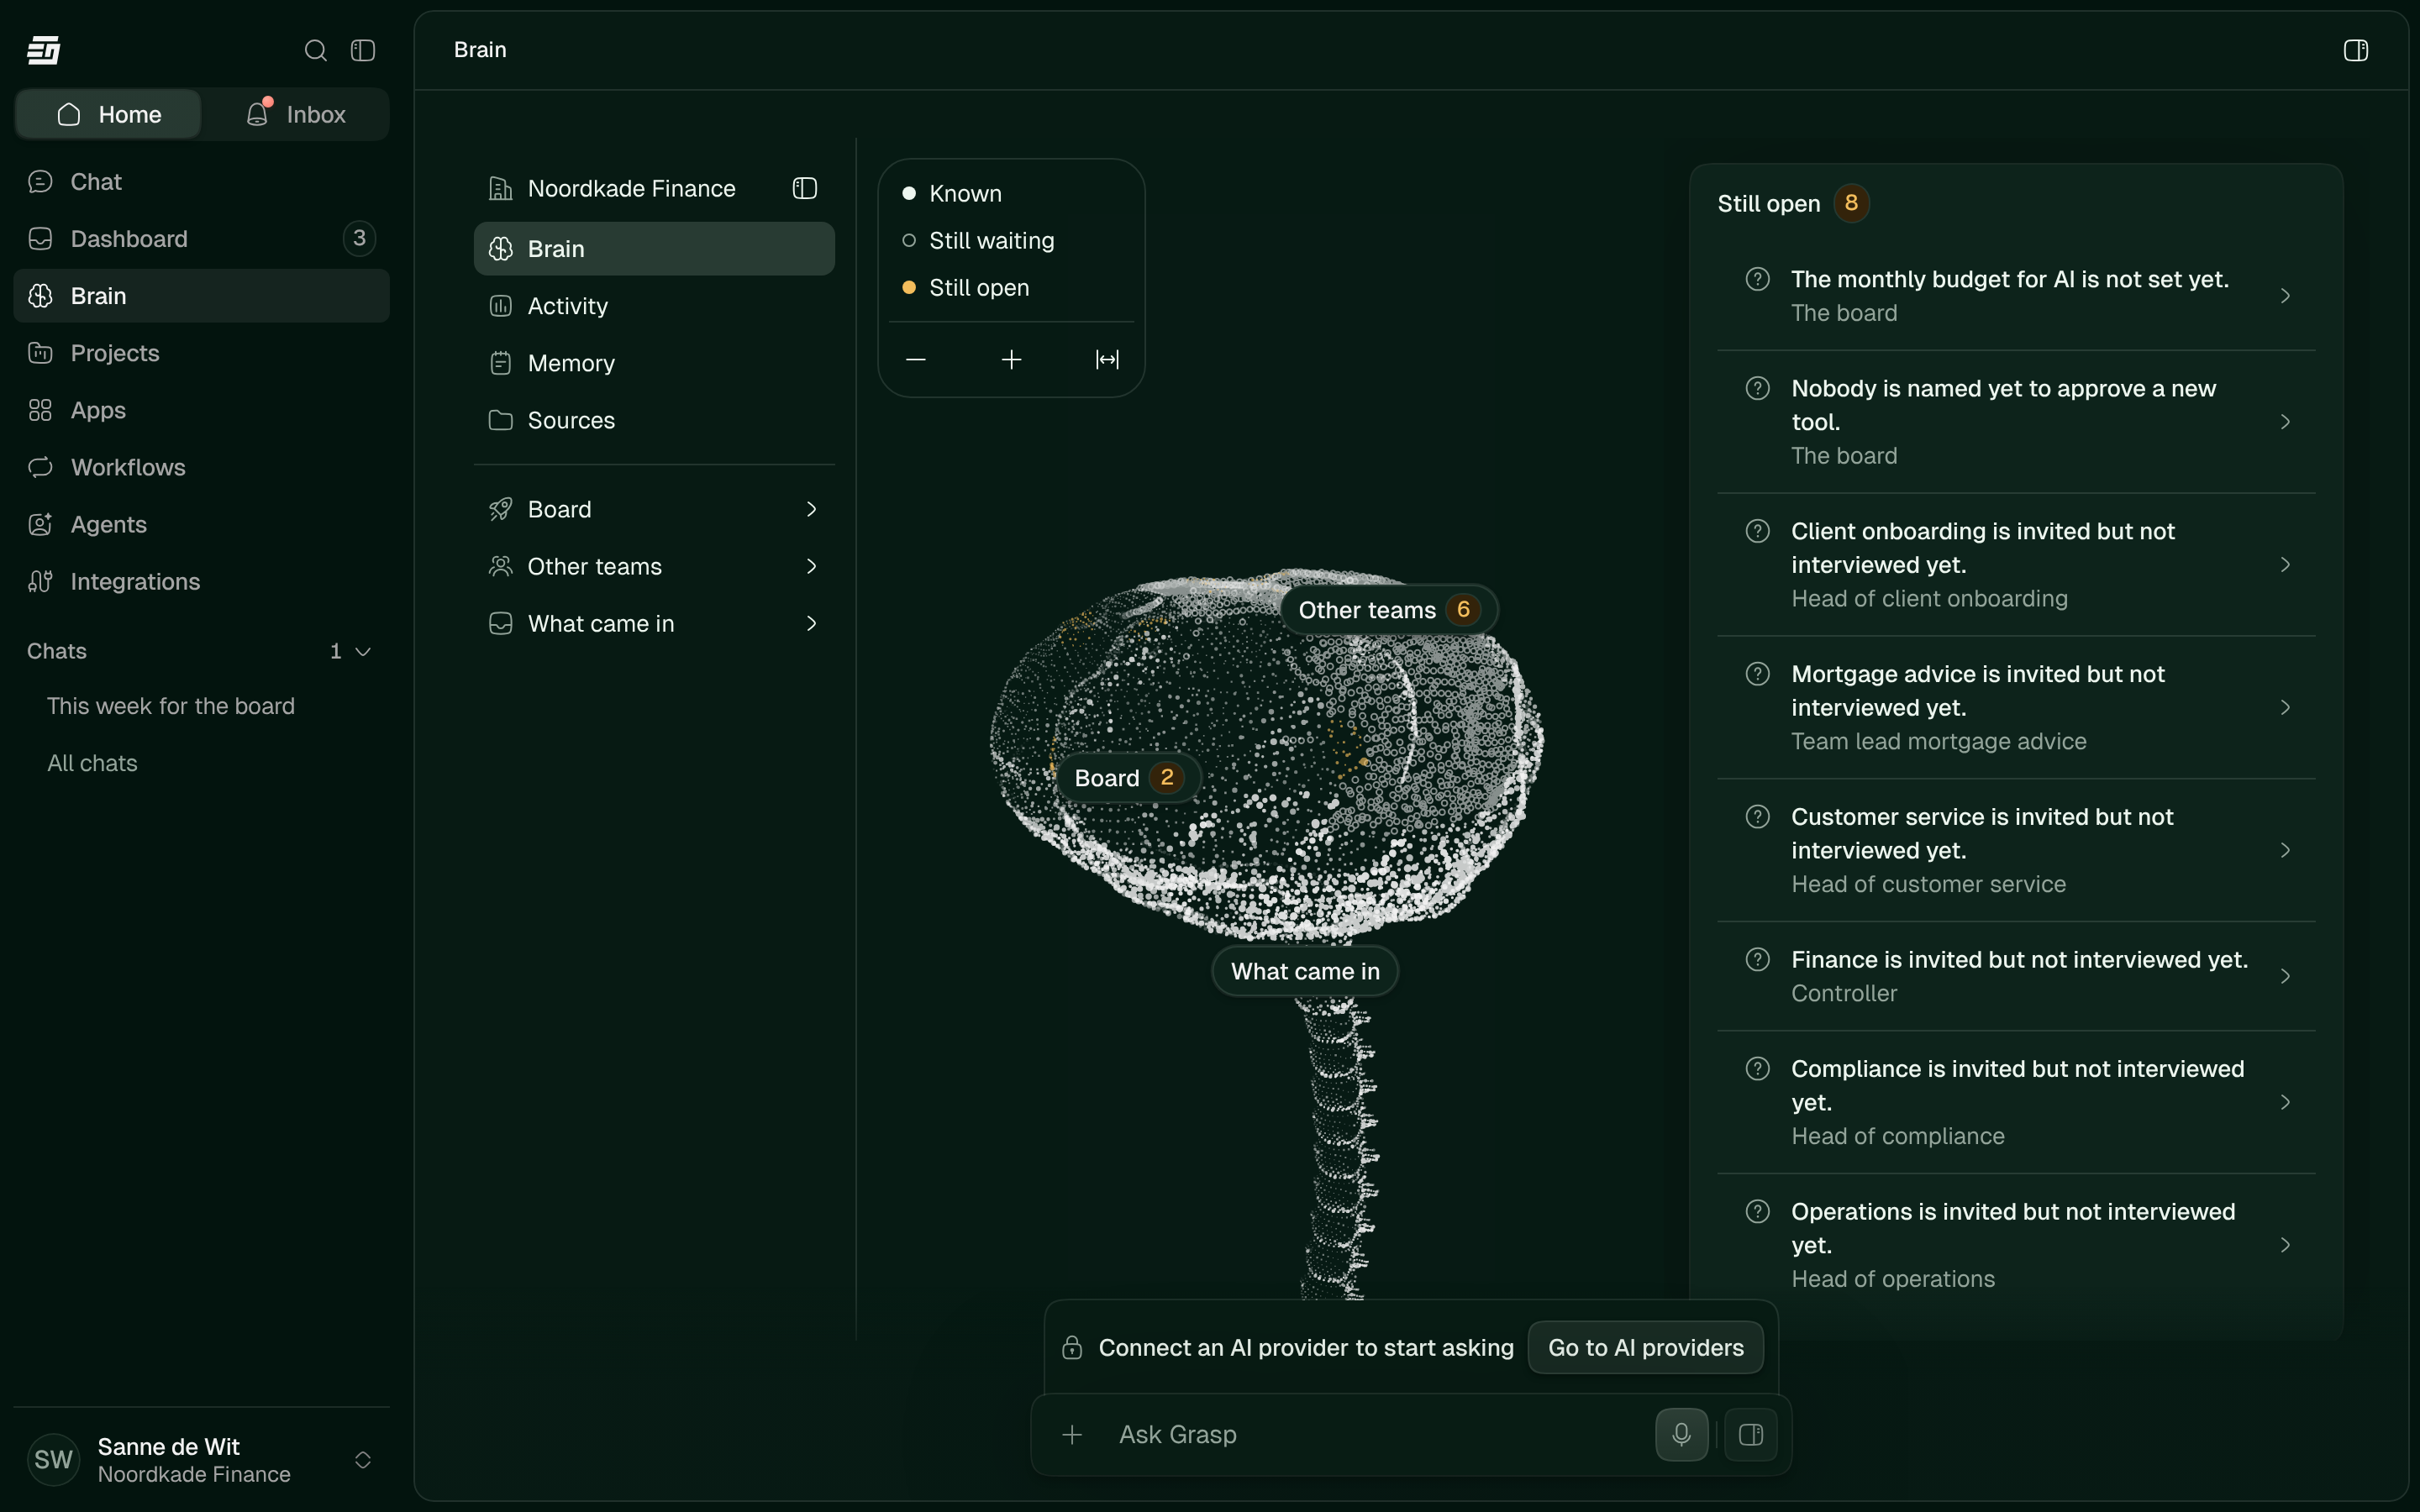 Home
Inbox
Chat
Dashboard
3
Brain
Projects
Apps
Workflows
Agents
Integrations
Chats
1
This week for the board
All chats
SW
Sanne de Wit
Noordkade Finance
Brain
Noordkade Finance
Brain
Activity
Memory
Sources
Board
Other teams
What came in
Known
Still waiting
Still open
Other teams 6
Board 2
What came in
Still open 8
The monthly budget for AI is not set yet.
The board
Nobody is named yet to approve a new
tool.
The board
Client onboarding is invited but not
interviewed yet.
Head of client onboarding
Mortgage advice is invited but not
interviewed yet.
Team lead mortgage advice
Customer service is invited but not
interviewed yet.
Head of customer service
Finance is invited but not interviewed yet.
Controller
Compliance is invited but not interviewed
yet.
Head of compliance
Operations is invited but not interviewed
yet.
Head of operations
Connect an AI provider to start asking
Go to AI providers
Ask Grasp